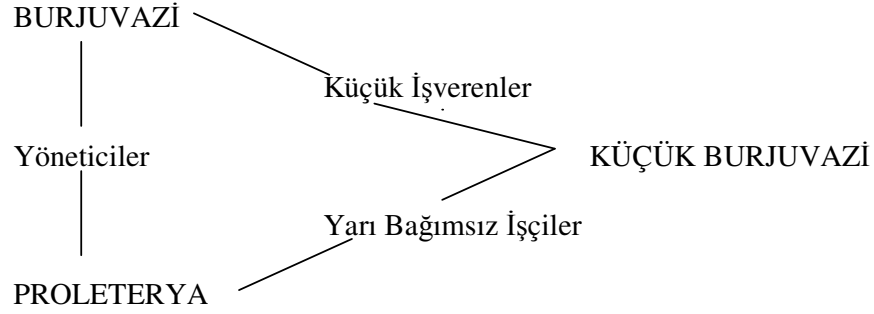 BURJUVAZİ
Küçük İşverenler
Yöneticiler
KÜÇÜK BURJUVAZİ
Yarı Bağımsız İşçiler
PROLETERYA